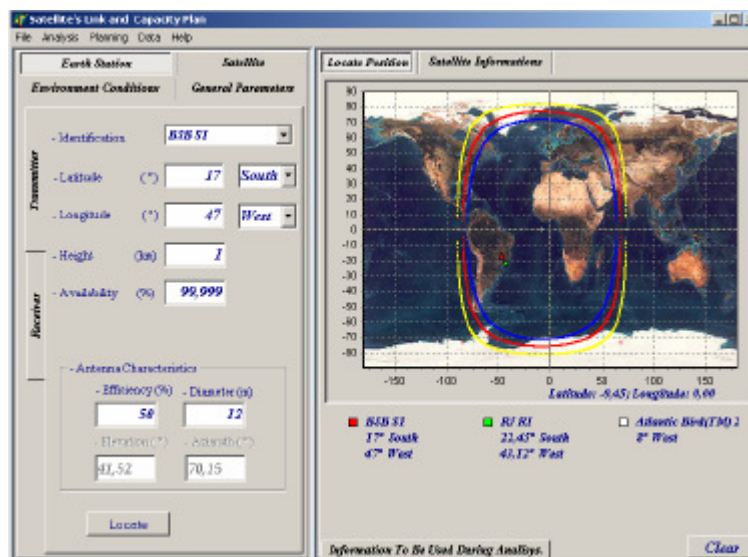 Satellite's Link and Capacity Plan
File Analysis Planning Data Help
Earth Station
Satellite
Environment Conditions
General Parameters
Transmitter
Receiver
- Identification
BSB S1
- Latitude (°)
17
South
- Longitude (°)
47
West
- Height (km)
1
- Availability (%)
99,999
- Antenna Characteristics
- Efficiency (%)
- Diameter (m)
50
12
- Elevation (°)
- Azimuth (°)
41,52
70,15
Locate
Locate Position
Satellite Informations
90
80
70
60
50
40
30
20
10
0
-10
-20
-30
-40
-50
-60
-70
-80
-150 -100 -50 0 50 100 150
Latitude: -0,45; Longitude: 0,00
BSB S1
17° South
47° West
RJ R1
22,45° South
43,12° West
Atlantic Bird(TM) 2
8° West
Information To Be Used During Analisys.
Clear